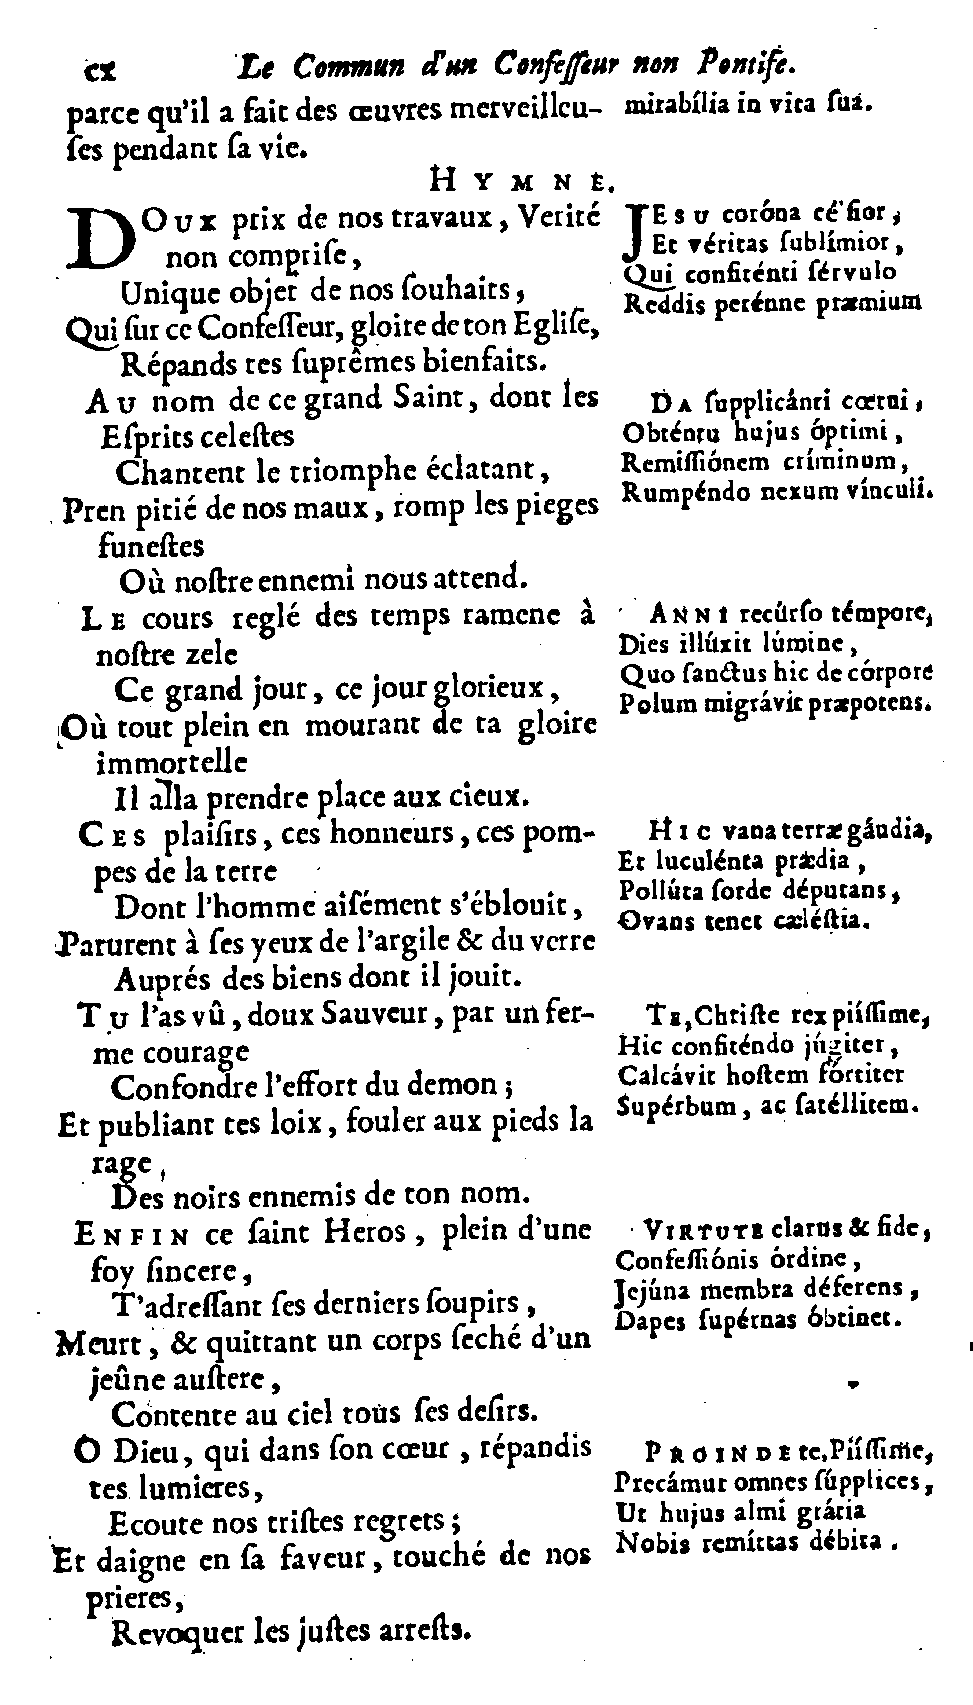 cx Le Commun d'un Confeſſeur non Pontife.
parce qu'il a fait des œuvres merveilleu-
ſes pendant ſa vie.
mirabília in vita ſuâ.
HYMNE.
DOUX prix de nos travaux, Verité
non compriſe,
Unique objet de nos ſouhaits,
Qui ſur ce Confeſſeur, gloire de ton Egliſe,
Répands tes ſuprêmes bienfaits.
AU nom de ce grand Saint, dont les
Eſprits celeſtes
Chantent le triomphe éclatant,
Pren pitié de nos maux, romp les pieges
funeſtes
Où noſtre ennemi nous attend.
LE cours reglé des temps ramene à
noſtre zele
Ce grand jour, ce jour glorieux,
Où tout plein en mourant de ta gloire
immortelle
Il alla prendre place aux cieux.
CES plaiſirs, ces honneurs, ces pom-
pes de la terre
Dont l'homme aiſément s'éblouit,
Parurent à ſes yeux de l'argile & du verre
Auprés des biens dont il jouit.
TU l'as vû, doux Sauveur, par un fer-
me courage
Confondre l'effort du demon;
Et publiant tes loix, fouler aux pieds la
rage,
Des noirs ennemis de ton nom.
ENFIN ce ſaint Heros, plein d'une
foy ſincere,
T'adreſſant ſes derniers ſoupirs,
Meurt, & quittant un corps ſeché d'un
jeûne auſtere,
Contente au ciel tous ſes deſirs.
O Dieu, qui dans ſon cœur, répandis
tes lumieres,
Ecoute nos triſtes regrets;
Et daigne en ſa faveur, touché de nos
prieres,
Revoquer les juſtes arreſts.
JESU coróna célſior,
Et véritas ſublímior,
Qui confiténti ſérvulo
Reddis perénne præmium
DA ſupplicánti cœtui,
Obténtu hujus óptimi,
Remiſſiónem críminum,
Rumpéndo nexum vínculi.
ANNI recúrſo témpore,
Dies illúxit lúmine,
Quo ſanctus hic de córpore
Polum migrávit præpotens.
HIC vana terræ gáudia,
Et luculénta prædia,
Pollúta ſorde députans,
Ovans tenet cæléſtia.
TE, Chriſte rex piíſſime,
Hic confiténdo júgiter,
Calcávit hoſtem fórtiter
Supérbum, ac ſatéllitem.
VIRTUTE clarus & fide,
Confeſſiónis órdine,
Jejúna membra déferens,
Dapes ſupérnas óbtinet.
PROINDE te, Piíſſime,
Precámur omnes ſúpplices,
Ut hujus almi grátia
Nobis remíttas débita.